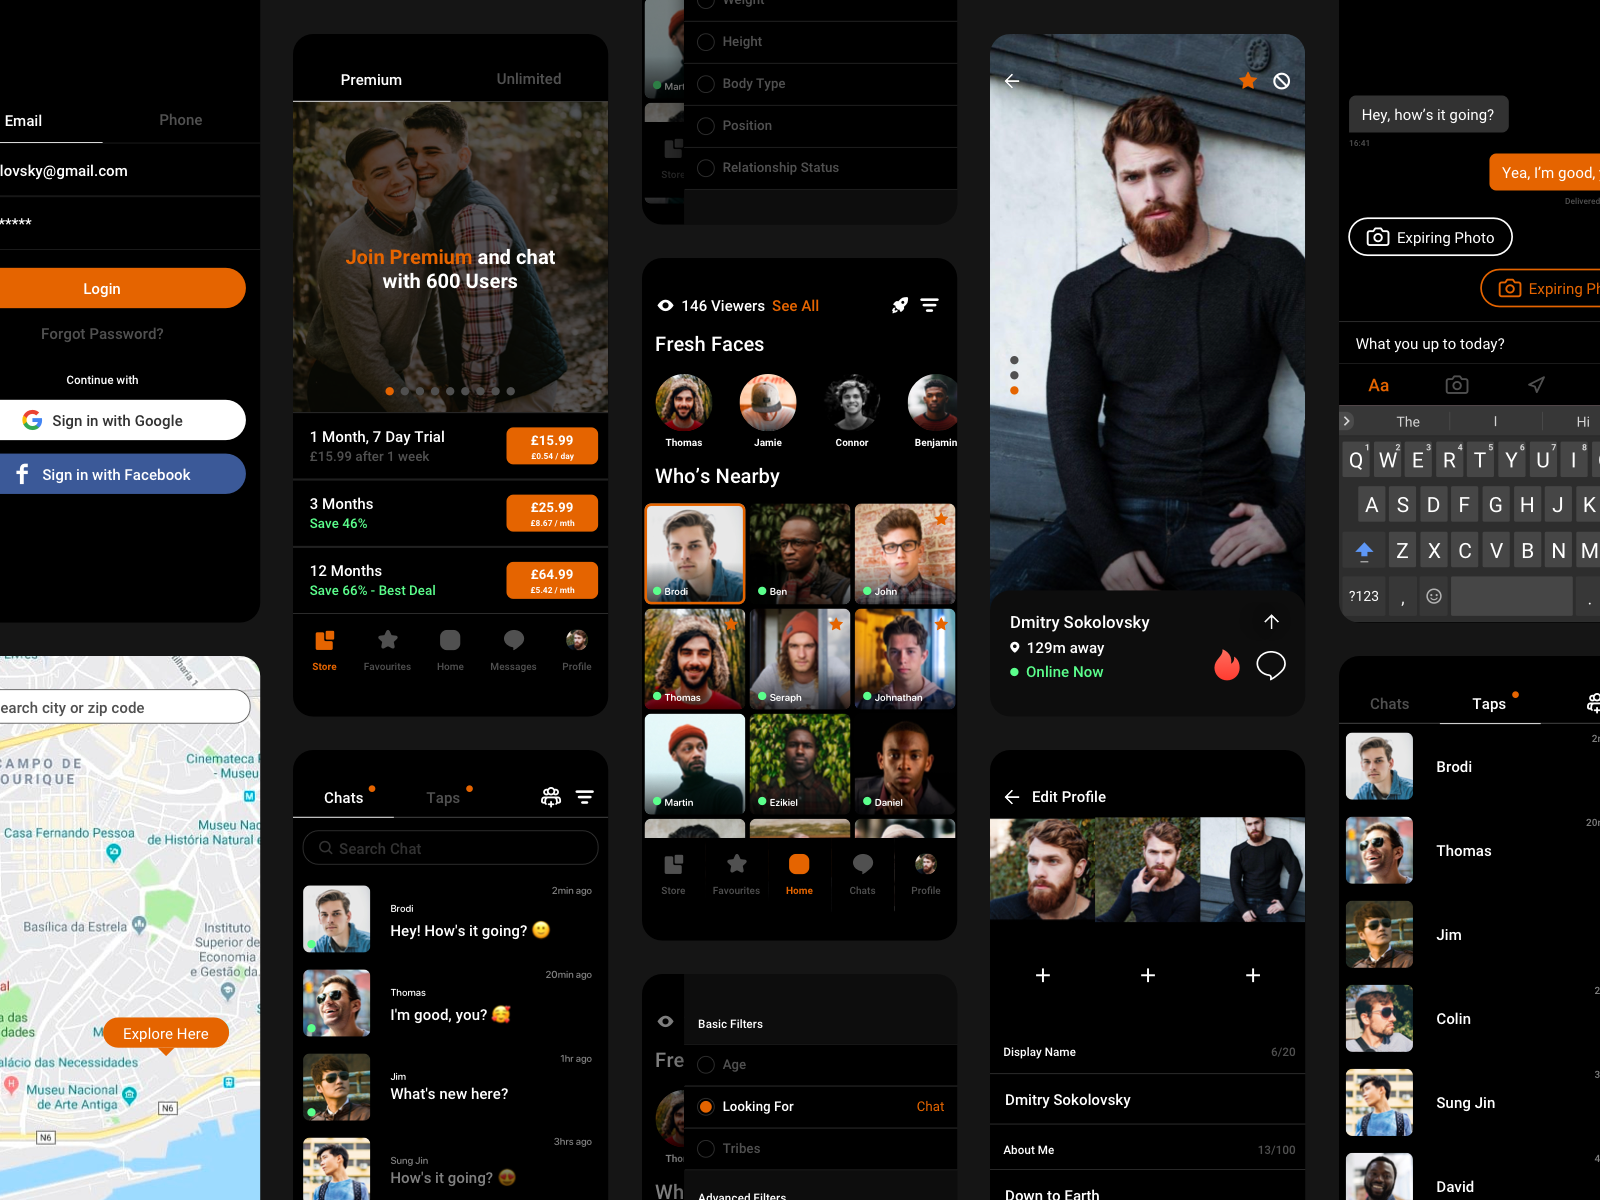 Email
Phone
lovsky@gmail.com
*****
Login
Forgot Password?
Continue with
Sign in with Google
Sign in with Facebook
earch city or zip code
CAMPO DE
OURIQUE
Cinemateca
- Museu
Casa Fernando Pessoa
Museu Nac
de História Natural e
Basílica da Estrela
Instituto
Superior de
Economia
e Gestão da
Explore Here
alácio das Necessidades
Museu Nacional
de Arte Antiga
N6
N6
Premium
Unlimited
Join Premium and chat
with 600 Users
1 Month, 7 Day Trial
£15.99 after 1 week
£15.99
£0.54 / day
3 Months
Save 46%
£25.99
£8.67 / mth
12 Months
Save 66% - Best Deal
£64.99
£5.42 / mth
Store
Favourites
Home
Messages
Profile
Chats
Taps
Search Chat
2min ago
Brodi
Hey! How's it going? 🙂
20min ago
Thomas
I'm good, you? 🥰
1hr ago
Jim
What's new here?
3hrs ago
Sung Jin
How's it going? 😍
Weight
Height
Body Type
Position
Relationship Status
Mart
Store
146 Viewers See All
Fresh Faces
Thomas
Jamie
Connor
Benjamin
Who's Nearby
Brodi
Ben
John
Thomas
Seraph
Johnathan
Martin
Ezikiel
Daniel
Store
Favourites
Home
Chats
Profile
Basic Filters
Fre
Age
Looking For
Chat
Tribes
Tho
Wh
Advanced Filters
Dmitry Sokolovsky
129m away
Online Now
Edit Profile
Display Name
6/20
Dmitry Sokolovsky
About Me
13/100
Down to Earth
Hey, how's it going?
16:41
Yea, I'm good,
Delivered
Expiring Photo
Expiring Ph
What you up to today?
Aa
The
I
Hi
Q1 W2 E3 R4 T5 Y6 U7 I8
A S D F G H J K
Z X C V B N M
?123 , .
Chats
Taps
Brodi
Thomas
Jim
Colin
Sung Jin
David